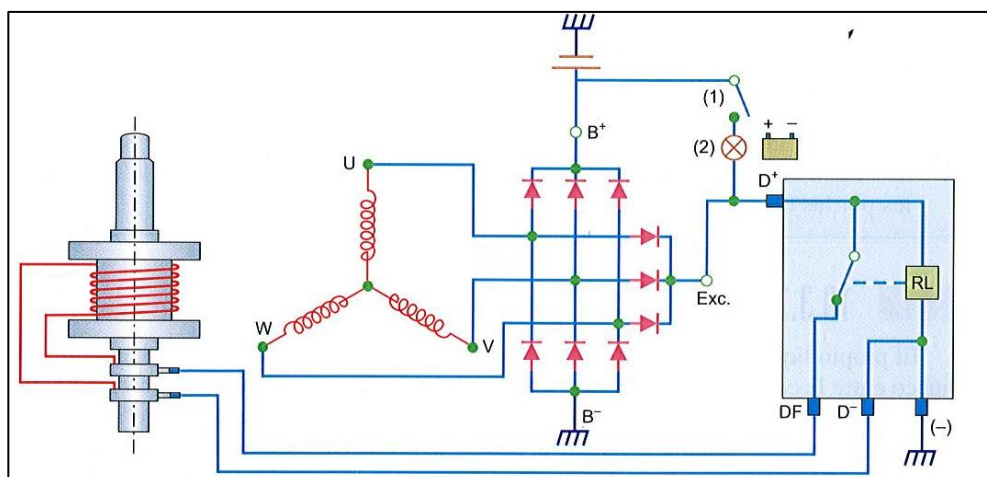 (1)
+ −
B⁺
(2)
U
D⁺
RL
Exc.
W
V
B⁻
DF D⁻ (−)